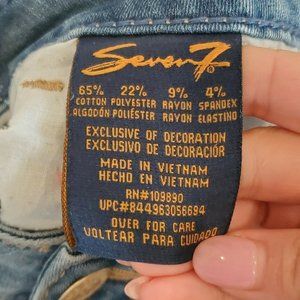 Seven7
65% 22% 9% 4%
COTTON POLYESTER RAYON SPANDEX
ALGODÓN POLIÉSTER RAYON ELASTINO
EXCLUSIVE OF DECORATION
EXCLUSIVO DE DECORACIÓR
MADE IN VIETNAM
HECHO EN VIETNAM
RN#109890
UPC#844963056694
OVER FOR CARE
VOLTEAR PARA CUIDADO